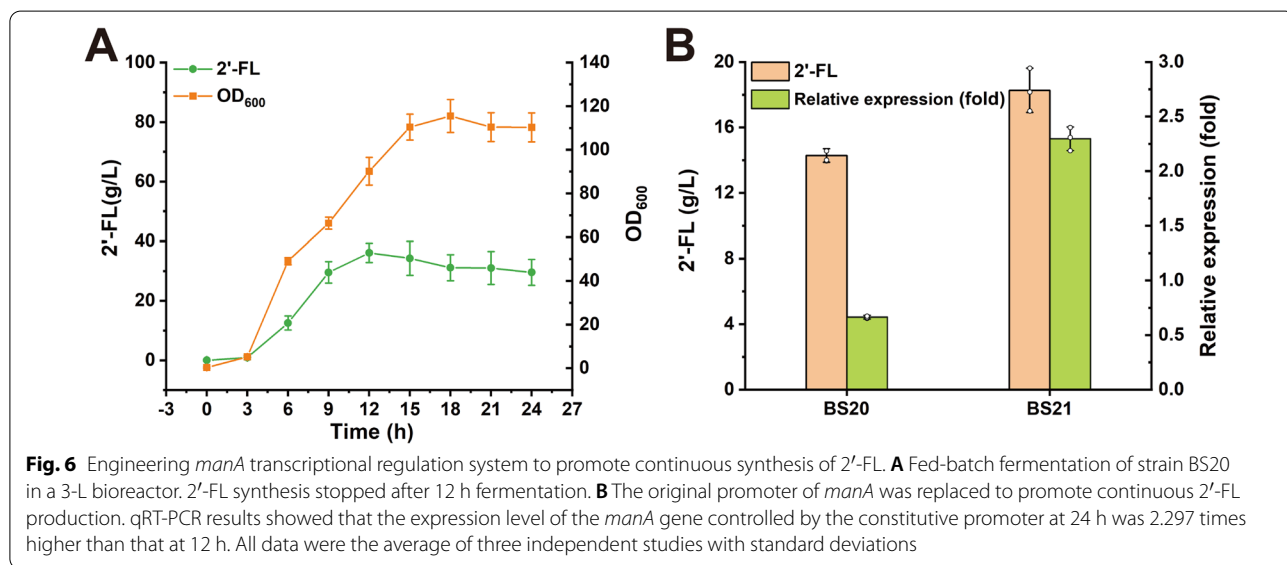 A
B
100
80
60
40
20
0
2'-FL(g/L)
2'-FL
OD600
140
120
100
80
60
40
20
0
OD600
-3 0 3 6 9 12 15 18 21 24 27
Time (h)
20
16
12
8
4
0
2'-FL (g/L)
2'-FL
Relative expression (fold)
3.0
2.5
2.0
1.5
1.0
0.5
0.0
Relative expression (fold)
BS20 BS21
Fig. 6 Engineering manA transcriptional regulation system to promote continuous synthesis of 2′-FL. A Fed-batch fermentation of strain BS20
in a 3-L bioreactor. 2′-FL synthesis stopped after 12 h fermentation. B The original promoter of manA was replaced to promote continuous 2′-FL
production. qRT-PCR results showed that the expression level of the manA gene controlled by the constitutive promoter at 24 h was 2.297 times
higher than that at 12 h. All data were the average of three independent studies with standard deviations